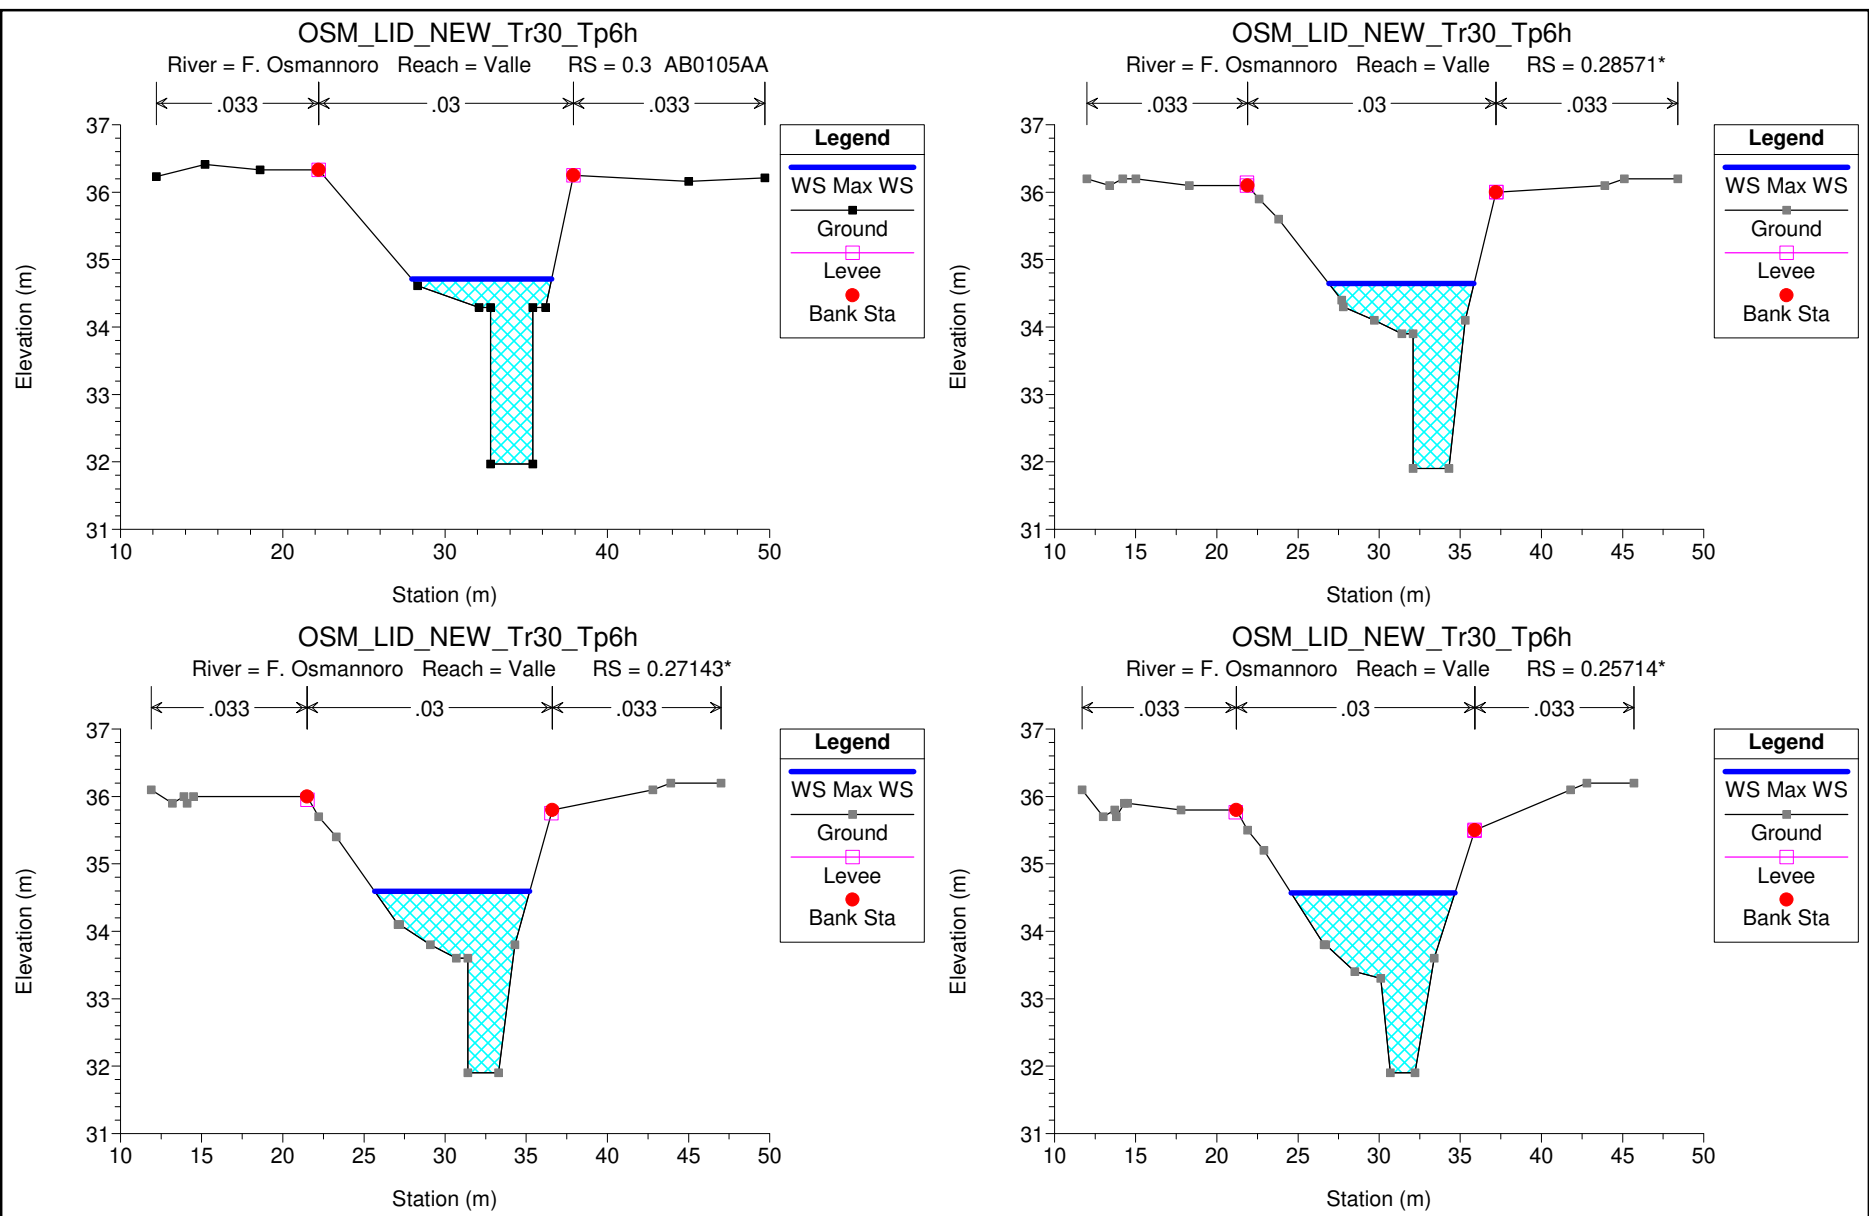 OSM_LID_NEW_Tr30_Tp6h
River = F. Osmannoro Reach = Valle RS = 0.3 AB0105AA
.033 .03 .033
37
36
35
34
33
32
31
10 20 30 40 50
Elevation (m)
Station (m)
Legend
WS Max WS
Ground
Levee
Bank Sta
OSM_LID_NEW_Tr30_Tp6h
River = F. Osmannoro Reach = Valle RS = 0.28571*
.033 .03 .033
37
36
35
34
33
32
31
10 15 20 25 30 35 40 45 50
Elevation (m)
Station (m)
Legend
WS Max WS
Ground
Levee
Bank Sta
OSM_LID_NEW_Tr30_Tp6h
River = F. Osmannoro Reach = Valle RS = 0.27143*
.033 .03 .033
37
36
35
34
33
32
31
10 15 20 25 30 35 40 45 50
Elevation (m)
Station (m)
Legend
WS Max WS
Ground
Levee
Bank Sta
OSM_LID_NEW_Tr30_Tp6h
River = F. Osmannoro Reach = Valle RS = 0.25714*
.033 .03 .033
37
36
35
34
33
32
31
10 15 20 25 30 35 40 45 50
Elevation (m)
Station (m)
Legend
WS Max WS
Ground
Levee
Bank Sta